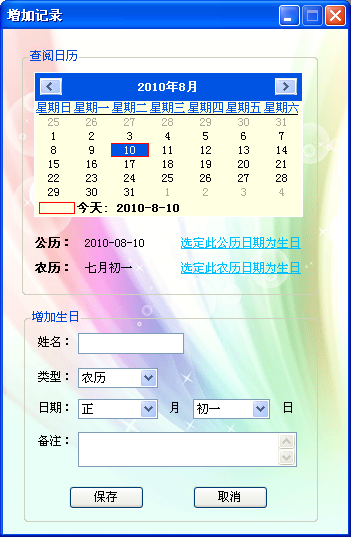 增加记录
查阅日历
2010年8月
星期日 星期一 星期二 星期三 星期四 星期五 星期六
25 26 27 28 29 30 31
1 2 3 4 5 6 7
8 9 10 11 12 13 14
15 16 17 18 19 20 21
22 23 24 25 26 27 28
29 30 31 1 2 3 4
今天: 2010-8-10
公历： 2010-08-10 选定此公历日期为生日
农历： 七月初一 选定此农历日期为生日
增加生日
姓名：
类型： 农历
日期： 正 月 初一 日
备注：
保存 取消